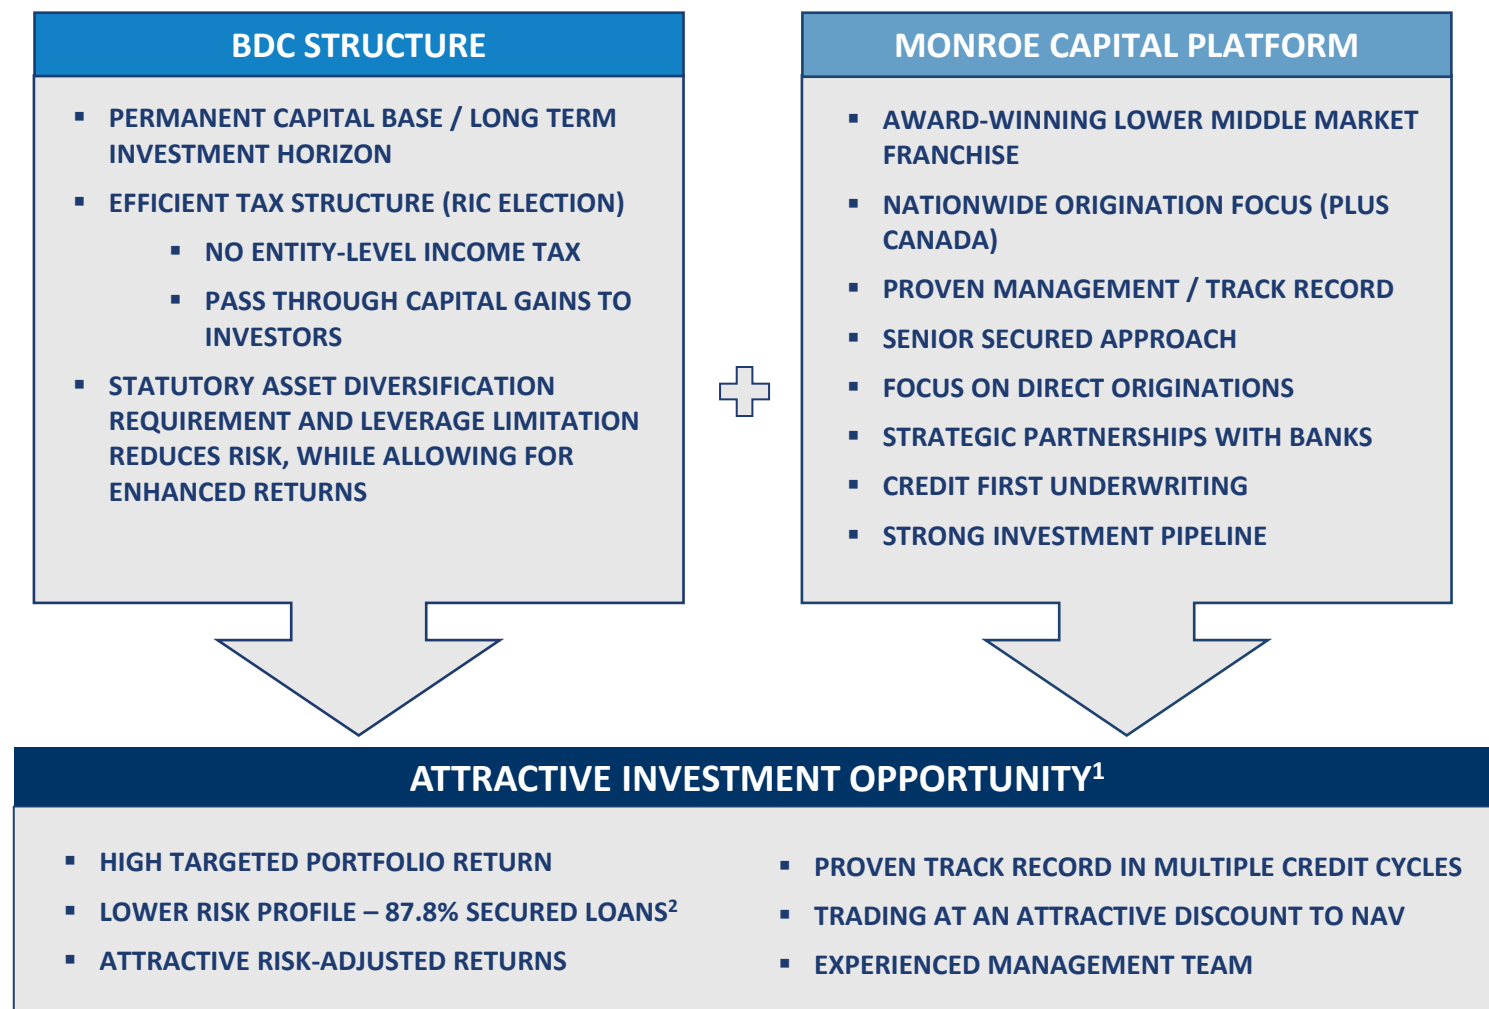 BDC STRUCTURE
▪ PERMANENT CAPITAL BASE / LONG TERM
INVESTMENT HORIZON
▪ EFFICIENT TAX STRUCTURE (RIC ELECTION)
▪ NO ENTITY-LEVEL INCOME TAX
▪ PASS THROUGH CAPITAL GAINS TO
INVESTORS
▪ STATUTORY ASSET DIVERSIFICATION
REQUIREMENT AND LEVERAGE LIMITATION
REDUCES RISK, WHILE ALLOWING FOR
ENHANCED RETURNS
MONROE CAPITAL PLATFORM
▪ AWARD-WINNING LOWER MIDDLE MARKET
FRANCHISE
▪ NATIONWIDE ORIGINATION FOCUS (PLUS
CANADA)
▪ PROVEN MANAGEMENT / TRACK RECORD
▪ SENIOR SECURED APPROACH
▪ FOCUS ON DIRECT ORIGINATIONS
▪ STRATEGIC PARTNERSHIPS WITH BANKS
▪ CREDIT FIRST UNDERWRITING
▪ STRONG INVESTMENT PIPELINE
ATTRACTIVE INVESTMENT OPPORTUNITY¹
▪ HIGH TARGETED PORTFOLIO RETURN
▪ LOWER RISK PROFILE – 87.8% SECURED LOANS²
▪ ATTRACTIVE RISK-ADJUSTED RETURNS
▪ PROVEN TRACK RECORD IN MULTIPLE CREDIT CYCLES
▪ TRADING AT AN ATTRACTIVE DISCOUNT TO NAV
▪ EXPERIENCED MANAGEMENT TEAM